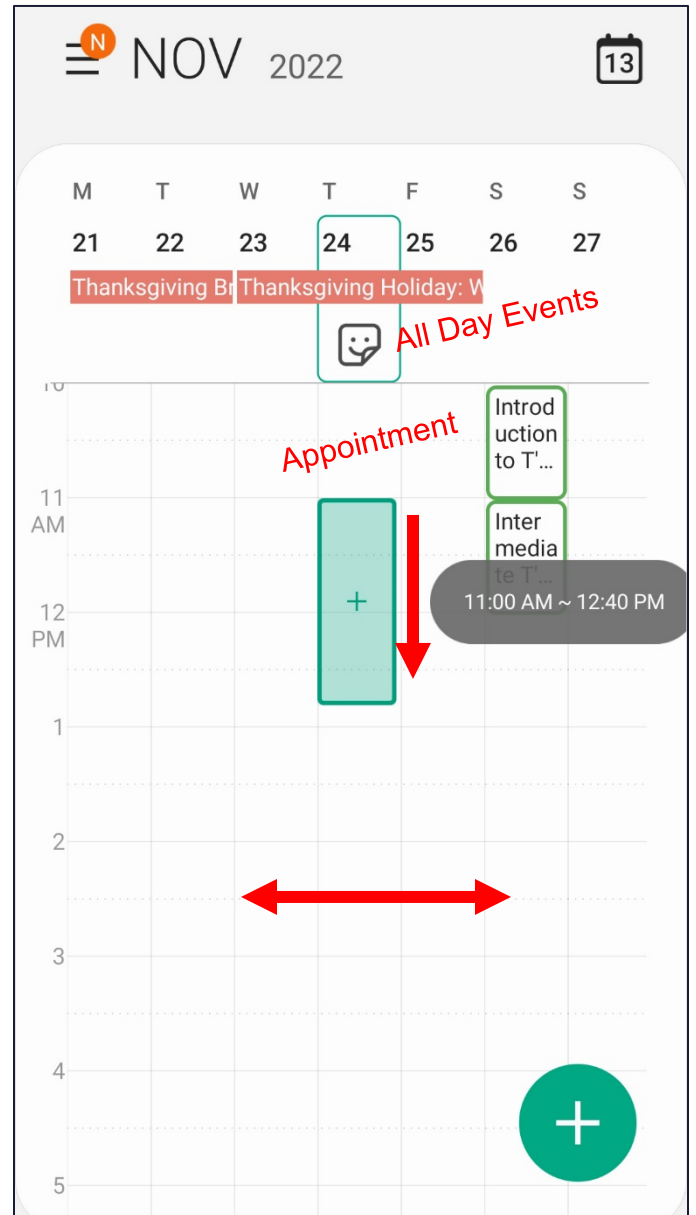 N
NOV 2022
13
M T W T F S S
21 22 23 24 25 26 27
Thanksgiving Br Thanksgiving Holiday: W
All Day Events
10
Appointment
Introd
uction
to T'...
11
AM
Inter
media
te T'...
11:00 AM ~ 12:40 PM
12
PM
1
2
3
4
5